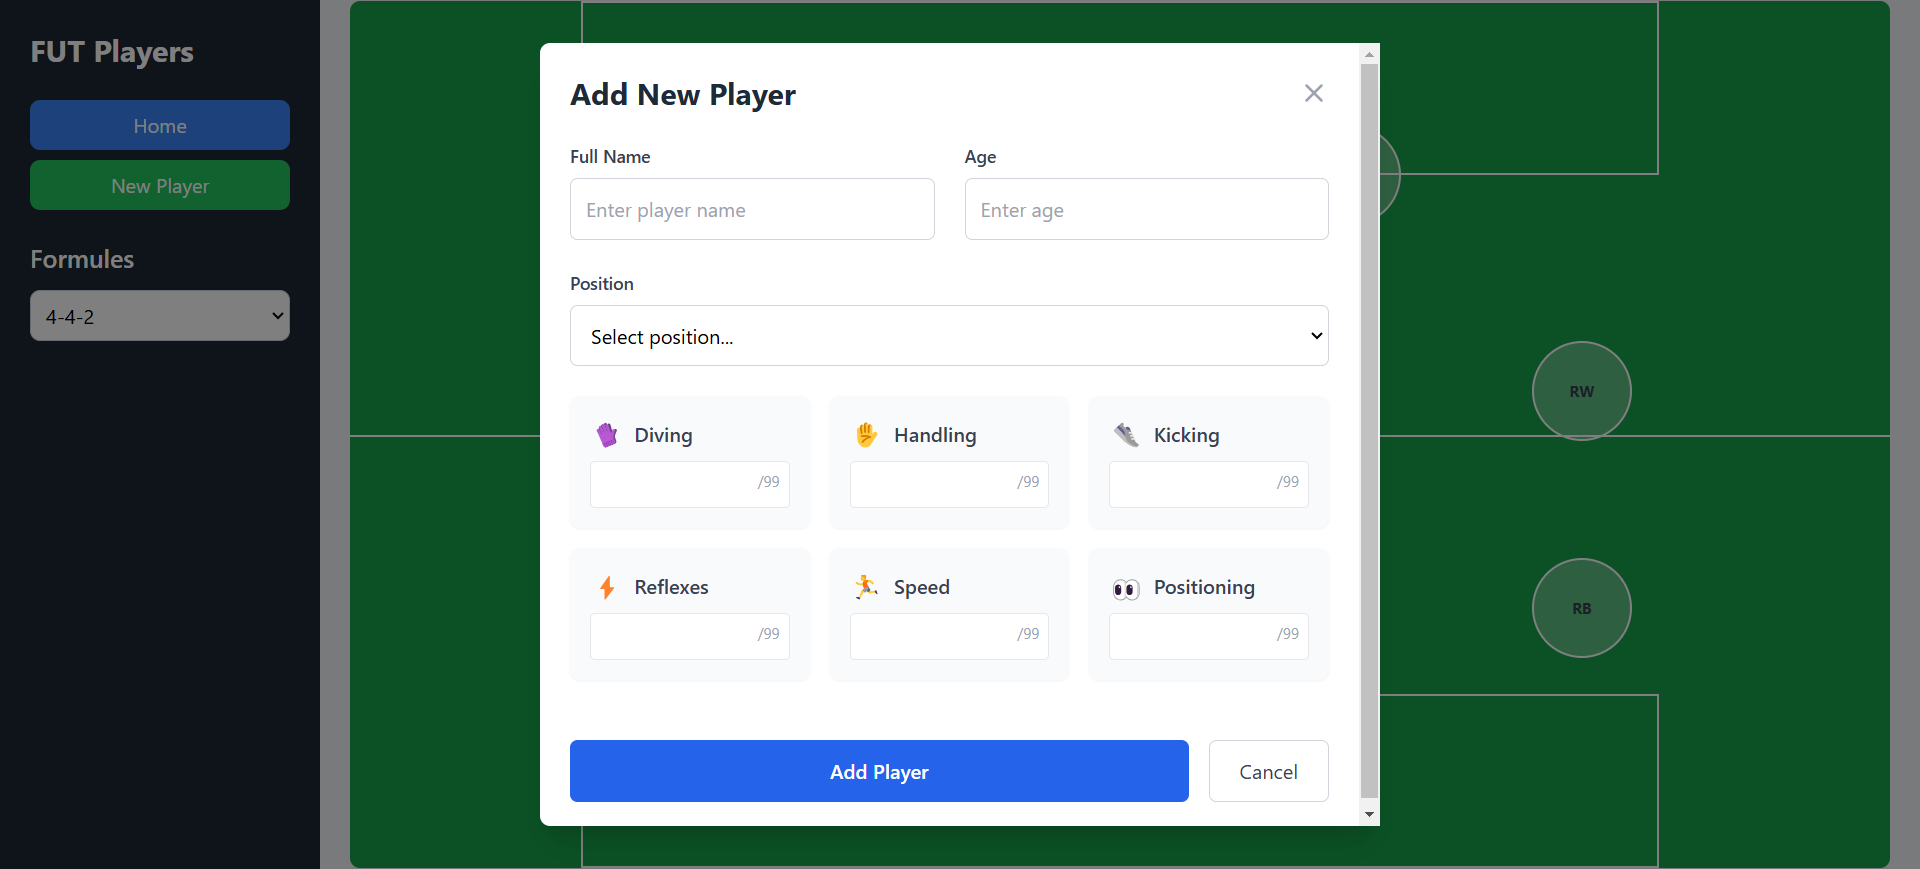 FUT Players
Home
New Player
Formules
4-4-2
Add New Player
Full Name
Age
Enter player name
Enter age
Position
Select position...
Diving
Handling
Kicking
/99
/99
/99
Reflexes
Speed
Positioning
/99
/99
/99
Add Player
Cancel
RW
RB